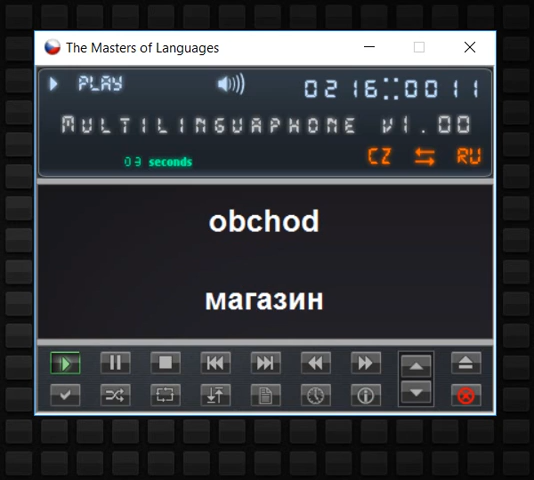 The Masters of Languages
PLAY
0216::0011
MULTILINGUAPHONE v1.00
03 seconds
CZ RU
obchod
магазин